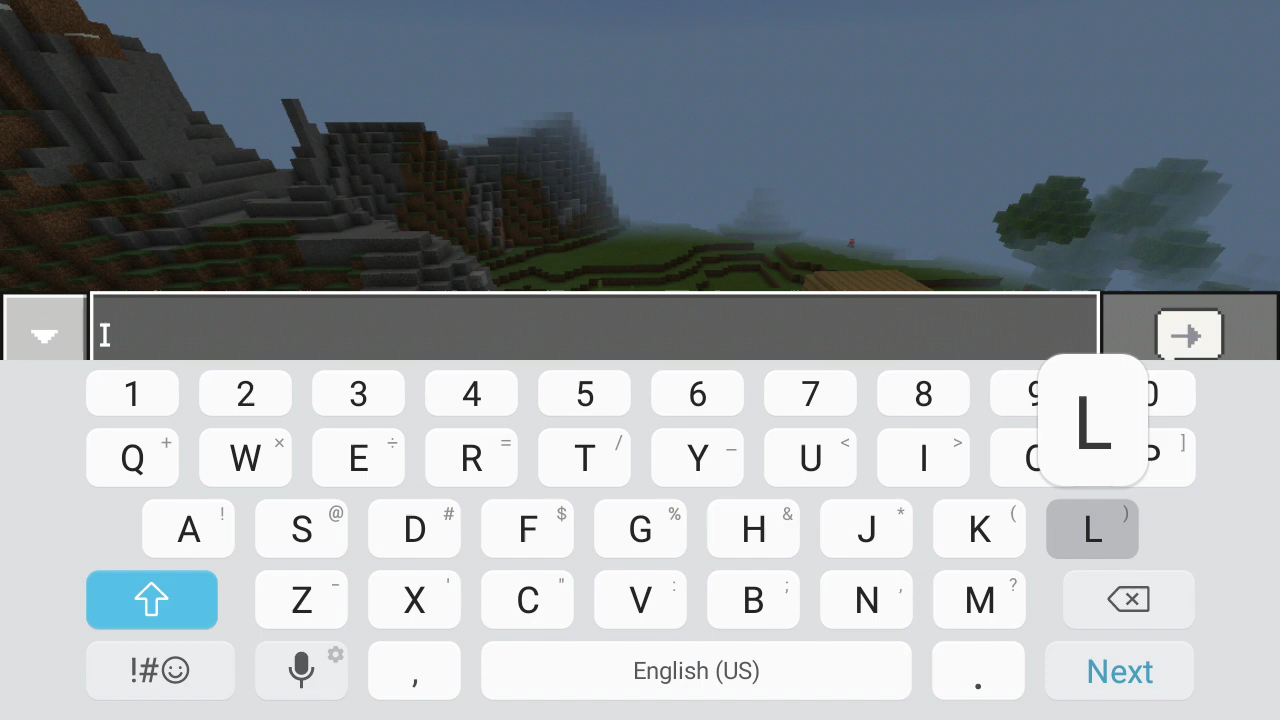 I
1 2 3 4 5 6 7 8 9 0
Q + W × E ÷ R = T / Y _ U < I > O P ]
L
A ! S @ D # F $ G % H & J * K ( L )
Z - X ' C " V : B ; N , M ?
!#☺ , English (US) . Next